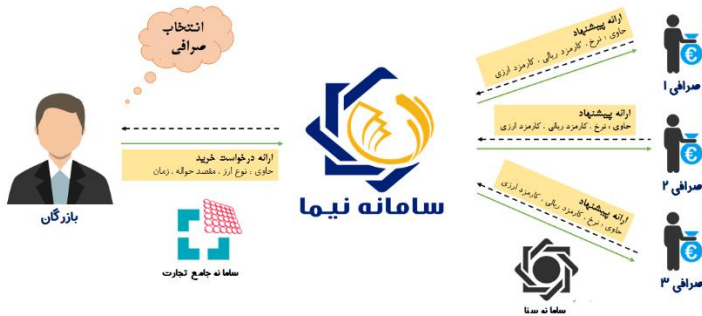 انتخاب
صرافی
ارائه پیشنهاد
حاوی : نرخ ، کارمزد ریالی ، کارمزد ارزی
صرافی ۱
ارائه پیشنهاد
حاوی : نرخ ، کارمزد ریالی ، کارمزد ارزی
صرافی ۲
ارائه پیشنهاد
حاوی : نرخ ، کارمزد ریالی ، کارمزد ارزی
صرافی ۳
ارائه درخواست خرید
حاوی : نوع ارز ، مقصد حواله ، زمان
سامانه نیما
بازرگان
سامانه جامع تجارت
سامانه سنا